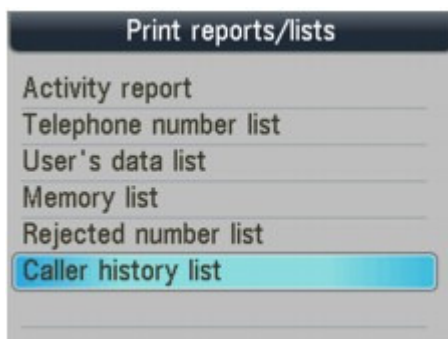 Print reports/lists
Activity report
Telephone number list
User's data list
Memory list
Rejected number list
Caller history list